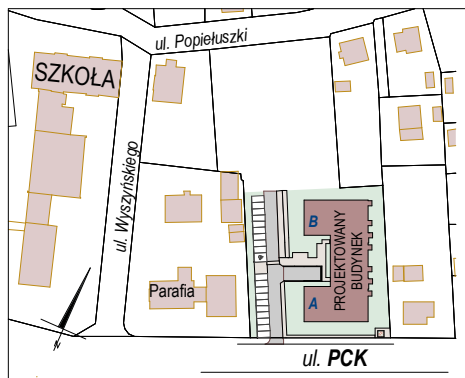 ul. Popiełuszki
SZKOŁA
ul. Wyszyńskiego
B
PROJEKTOWANY
BUDYNEK
A
Parafia
N
ul. PCK